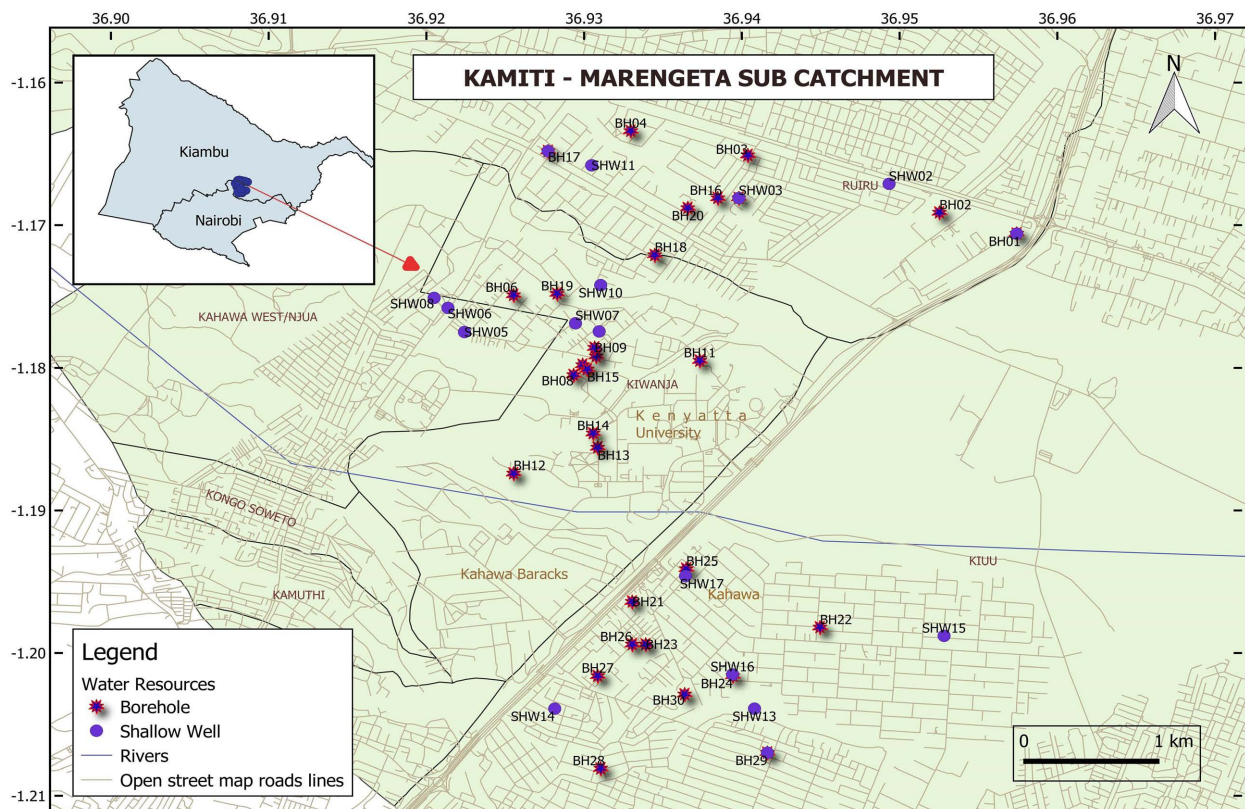 36.90 36.91 36.92 36.93 36.94 36.95 36.96 36.97
KAMITI - MARENGETA SUB CATCHMENT
N
-1.16
Kiambu
Nairobi
BH04
BH03
BH17
SHW11
SHW02
RUIRU
BH16
SHW03
BH20
BH02
-1.17
BH01
BH18
BH06
BH19
SHW10
SHW08
SHW06
SHW05
SHW07
KAHAWA WEST/NJUA
BH09
BH11
-1.18
BH08
BH15
KIWANJA
Kenyatta
University
BH14
BH13
BH12
-1.19
KONGO SOWETO
Kahawa Baracks
BH25
SHW17
Kahawa
KIUU
KAMUTHI
BH21
BH22
SHW15
BH26
BH23
-1.20
BH27
SHW16
BH24
BH30
SHW14
SHW13
BH29
BH28
-1.21
Legend
Water Resources
Borehole
Shallow Well
Rivers
Open street map roads lines
0 1 km